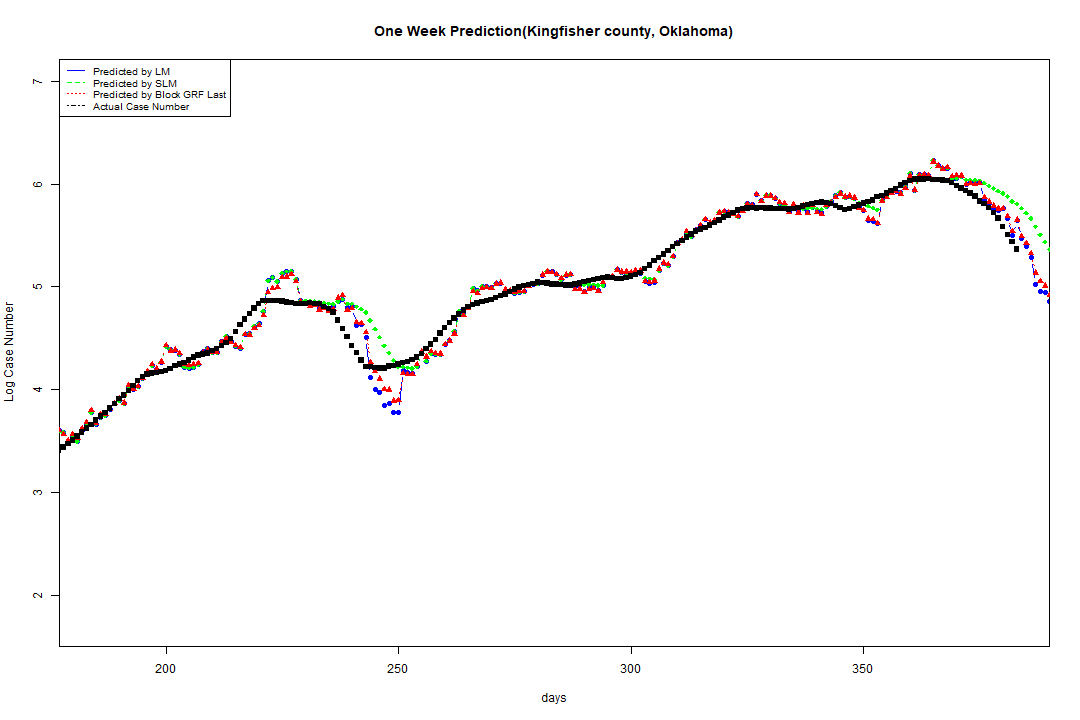 One Week Prediction(Kingfisher county, Oklahoma)
Predicted by LM
Predicted by SLM
Predicted by Block GRF Last
Actual Case Number
7
6
5
4
3
2
Log Case Number
200 250 300 350
days